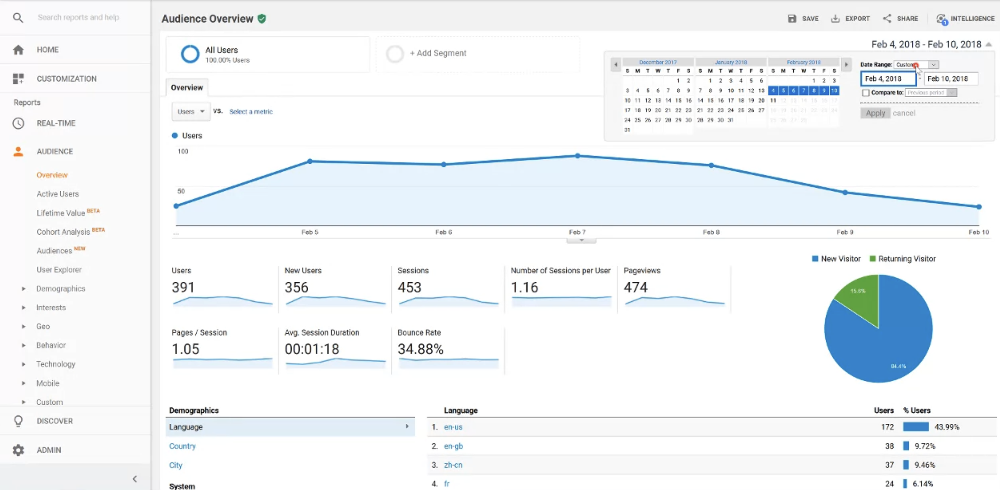 Search reports and help
HOME
CUSTOMIZATION
Reports
REAL-TIME
AUDIENCE
Overview
Active Users
Lifetime Value BETA
Cohort Analysis BETA
Audiences NEW
User Explorer
Demographics
Interests
Geo
Behavior
Technology
Mobile
Custom
DISCOVER
ADMIN
Audience Overview
SAVE EXPORT SHARE 1 INTELLIGENCE
All Users
100.00% Users
+ Add Segment
Feb 4, 2018 - Feb 10, 2018
December 2017
S M T W T F S
1 2
3 4 5 6 7 8 9
10 11 12 13 14 15 16
17 18 19 20 21 22 23
24 25 26 27 28 29 30
31
January 2018
S M T W T F S
1 2 3 4 5 6
7 8 9 10 11 12 13
14 15 16 17 18 19 20
21 22 23 24 25 26 27
28 29 30 31
February 2018
S M T W T F S
1 2 3
4 5 6 7 8 9 10
11 12 13 14 15 16 17
18 19 20 21 22 23 24
25 26 27 28
Date Range: Custom
Feb 4, 2018 - Feb 10, 2018
Compare to: Previous period
Apply cancel
Overview
Users VS. Select a metric
Users
100
50
... Feb 5 Feb 6 Feb 7 Feb 8 Feb 9 Feb 10
New Visitor Returning Visitor
15.6%
84.4%
Users
391
New Users
356
Sessions
453
Number of Sessions per User
1.16
Pageviews
474
Pages / Session
1.05
Avg. Session Duration
00:01:18
Bounce Rate
34.88%
Demographics
Language
Country
City
System
Language Users % Users
1. en-us 172 43.99%
2. en-gb 38 9.72%
3. zh-cn 37 9.46%
4. fr 24 6.14%